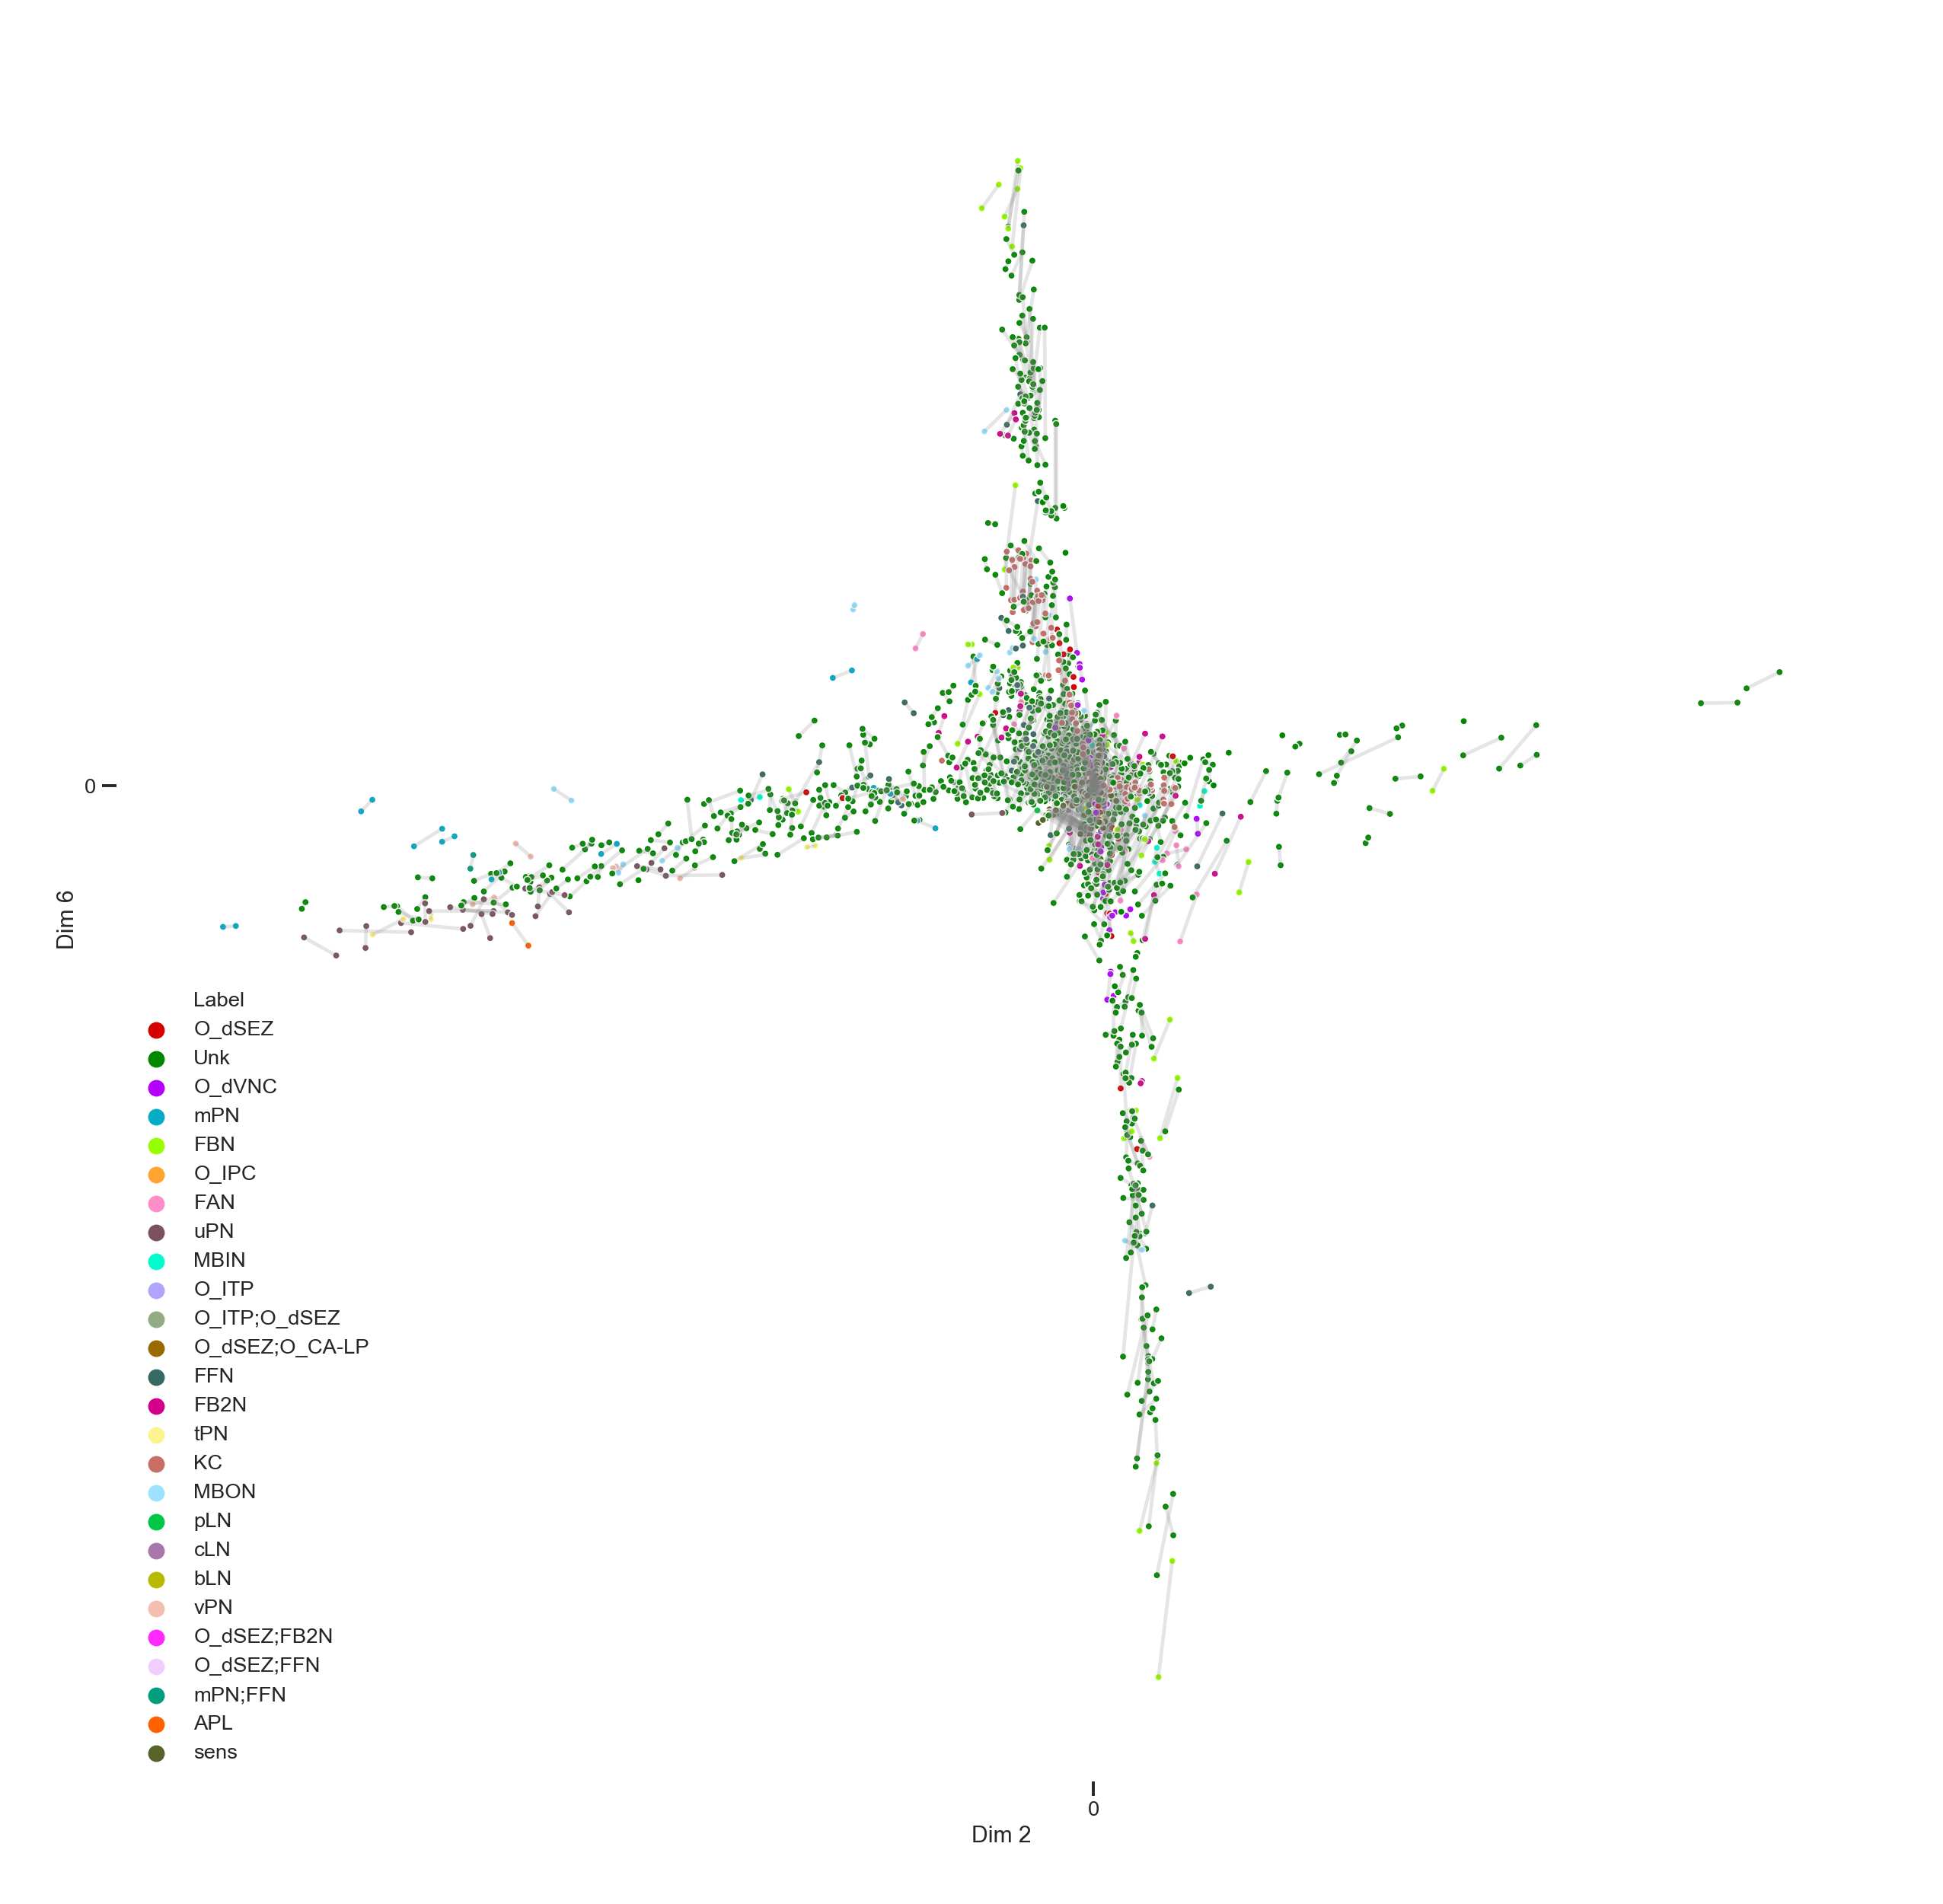 0
Dim 6
Label
O_dSEZ
Unk
O_dVNC
mPN
FBN
O_IPC
FAN
uPN
MBIN
O_ITP
O_ITP;O_dSEZ
O_dSEZ;O_CA-LP
FFN
FB2N
tPN
KC
MBON
pLN
cLN
bLN
vPN
O_dSEZ;FB2N
O_dSEZ;FFN
mPN;FFN
APL
sens
0
Dim 2